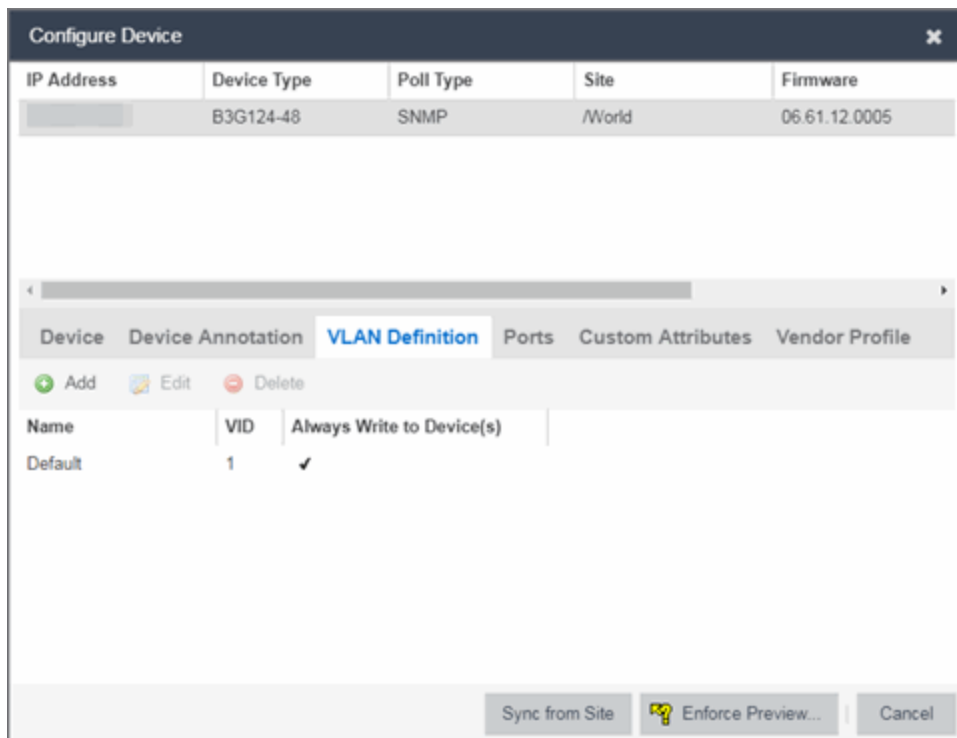 Configure Device
IP Address Device Type Poll Type Site Firmware
B3G124-48 SNMP /World 06.61.12.0005
Device Device Annotation VLAN Definition Ports Custom Attributes Vendor Profile
Add Edit Delete
Name VID Always Write to Device(s)
Default 1 ✔
Sync from Site Enforce Preview... Cancel